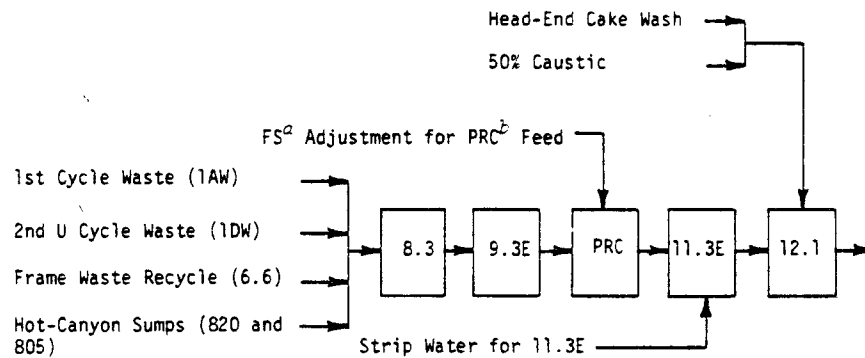 Head-End Cake Wash
50% Caustic
FSa Adjustment for PRCb Feed
1st Cycle Waste (1AW)
2nd U Cycle Waste (1DW)
Frame Waste Recycle (6.6)
Hot-Canyon Sumps (820 and
805)
8.3
9.3E
PRC
11.3E
12.1
Strip Water for 11.3E